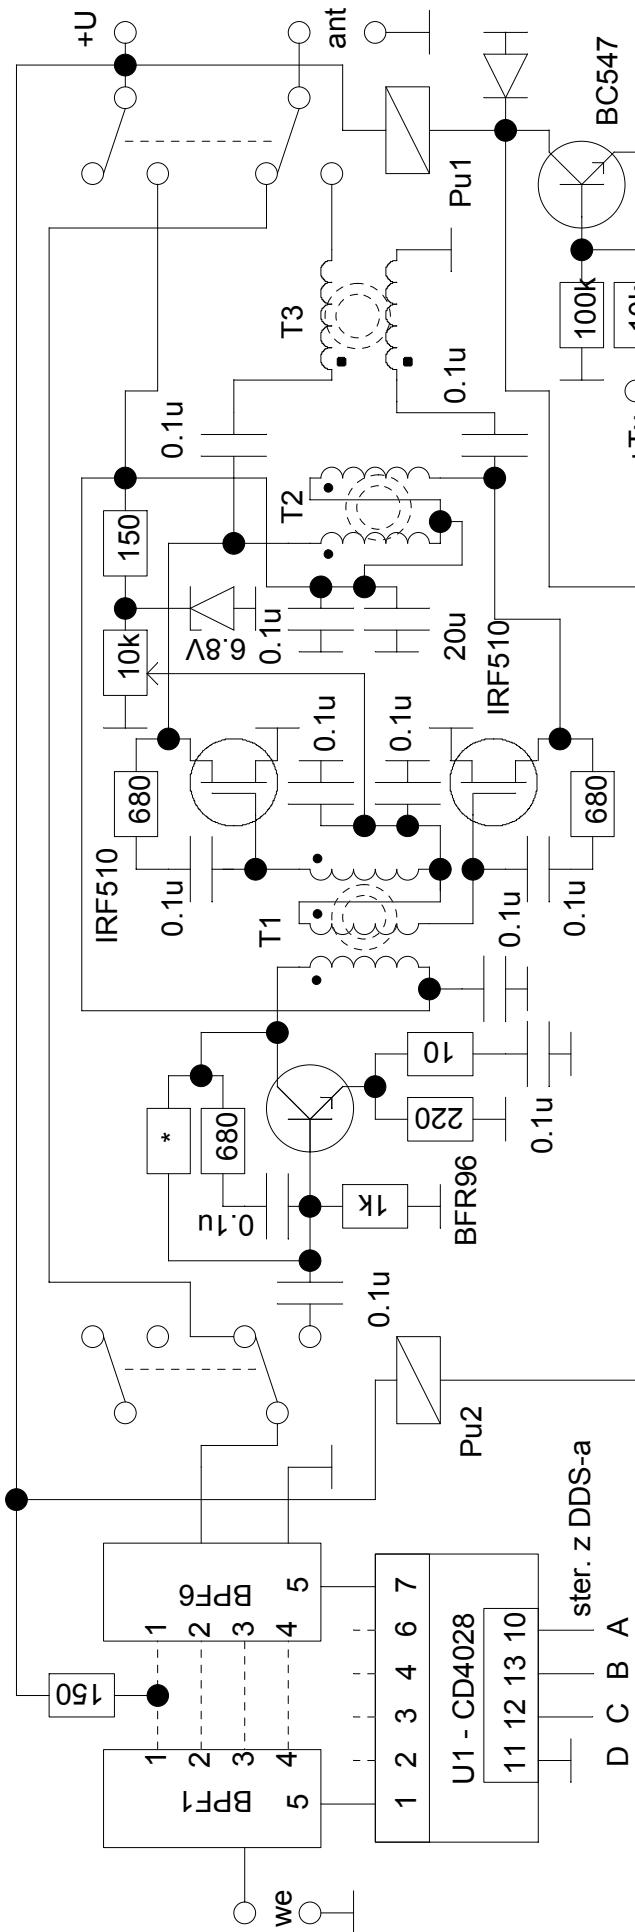 we
BPF1
1
2
3
4
5
150
BPF6
1
2
3
4
5
1
2
3
4
6
7
U1 - CD4028
11
12
13
10
D
C
B
A
ster. z DDS-a
Pu2
0.1u
*
680
0.1u
1k
BFR96
220
10
0.1u
T1
0.1u
IRF510
0.1u
680
0.1u
0.1u
0.1u
680
IRF510
10k
150
6.8V
0.1u
20u
T2
0.1u
0.1u
T3
Pu1
100k
BC547
+U
ant